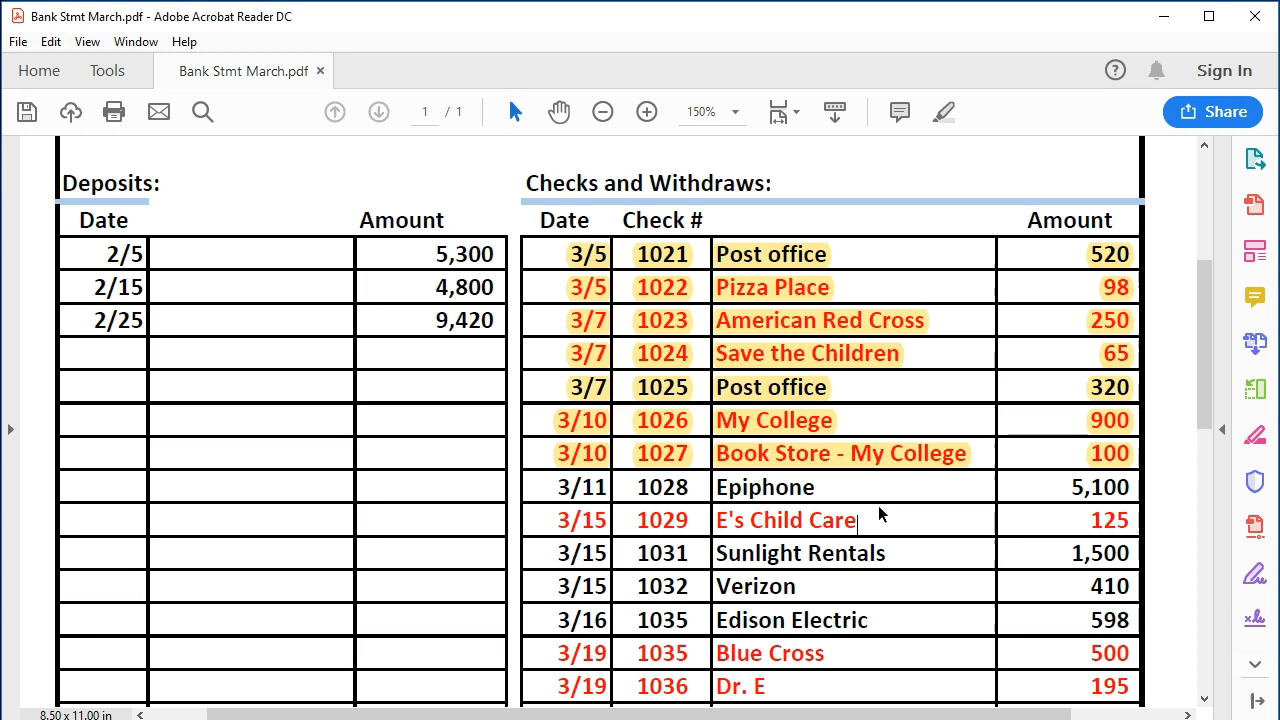 Bank Stmt March.pdf - Adobe Acrobat Reader DC
File Edit View Window Help
Home Tools Bank Stmt March.pdf × Sign In
1 / 1 150% Share
Deposits: Checks and Withdraws:
Date Amount Date Check # Amount
2/5 5,300 3/5 1021 Post office 520
2/15 4,800 3/5 1022 Pizza Place 98
2/25 9,420 3/7 1023 American Red Cross 250
3/7 1024 Save the Children 65
3/7 1025 Post office 320
3/10 1026 My College 900
3/10 1027 Book Store - My College 100
3/11 1028 Epiphone 5,100
3/15 1029 E's Child Care 125
3/15 1031 Sunlight Rentals 1,500
3/15 1032 Verizon 410
3/16 1035 Edison Electric 598
3/19 1035 Blue Cross 500
3/19 1036 Dr. E 195
8.50 x 11.00 in